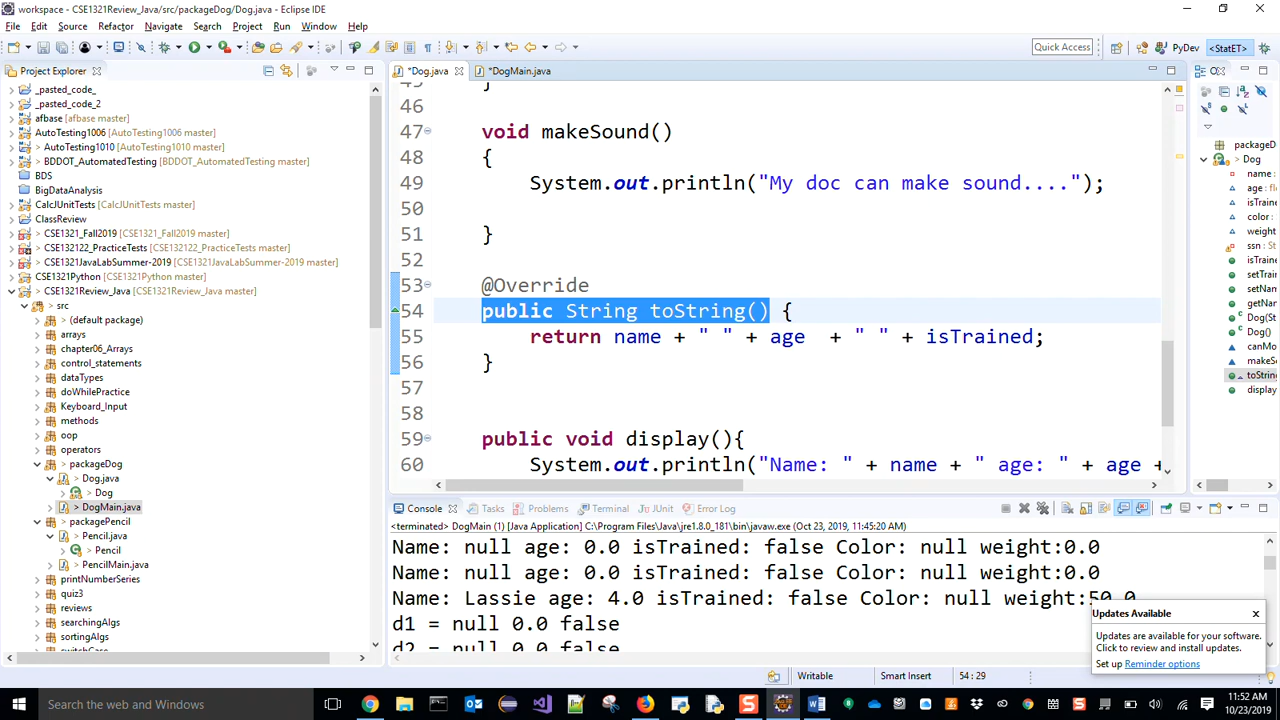 workspace - CSE1321Review_Java/src/packageDog/Dog.java - Eclipse IDE
File Edit Source Refactor Navigate Search Project Run Window Help
Quick Access
PyDev
<StatET>
Project Explorer
_pasted_code_
_pasted_code_2
afbase (afbase master)
AutoTesting1006 [AutoTesting1006 master]
> AutoTesting1010 [AutoTesting1010 master]
> BDDOT_AutomatedTesting [BDDOT_AutomatedTesting master]
BDS
BigDataAnalysis
CalcJUnitTests [CalcJUnitTests master]
ClassReview
> CSE1321_Fall2019 [CSE1321_Fall2019 master]
> CSE132122_PracticeTests [CSE132122_PracticeTests master]
> CSE1321JavaLabSummer-2019 [CSE1321JavaLabSummer-2019 master]
CSE1321Python [CSE1321Python master]
> CSE1321Review_Java [CSE1321Review_Java master]
> src
> (default package)
> arrays
> chapter06_Arrays
> control_statements
> dataTypes
> doWhilePractice
> Keyboard_Input
> methods
> oop
> operators
> packageDog
> Dog.java
> Dog
> DogMain.java
> packagePencil
> Pencil.java
> Pencil
> PencilMain.java
> printNumberSeries
> quiz3
> reviews
> searchingAlgs
> sortingAlgs
*Dog.java
*DogMain.java
45 }
46
47 void makeSound()
48 {
49 System.out.println("My doc can make sound....");
50
51 }
52
53 @Override
54 public String toString() {
55 return name + " " + age + " " + isTrained;
56 }
57
58
59 public void display(){
60 System.out.println("Name: " + name + " age: " + age +
packageD
Dog
name :
age : f
isTraine
color :
weight
ssn :
isTraine
setTrai
setNam
getNam
Dog()
canMo
makeS
toString
display
Console Tasks Problems Terminal JUnit Error Log
<terminated> DogMain (1) [Java Application] C:\Program Files\Java\jre1.8.0_181\bin\javaw.exe (Oct 23, 2019, 11:45:20 AM)
Name: null age: 0.0 isTrained: false Color: null weight:0.0
Name: null age: 0.0 isTrained: false Color: null weight:0.0
Name: Lassie age: 4.0 isTrained: false Color: null weight:50.0
d1 = null 0.0 false
d2 = null 0.0 false
Updates Available
Updates are available for your software.
Click to review and install updates.
Set up Reminder options
Writable Smart Insert 54 : 29
Search the web and Windows
11:52 AM
10/23/2019